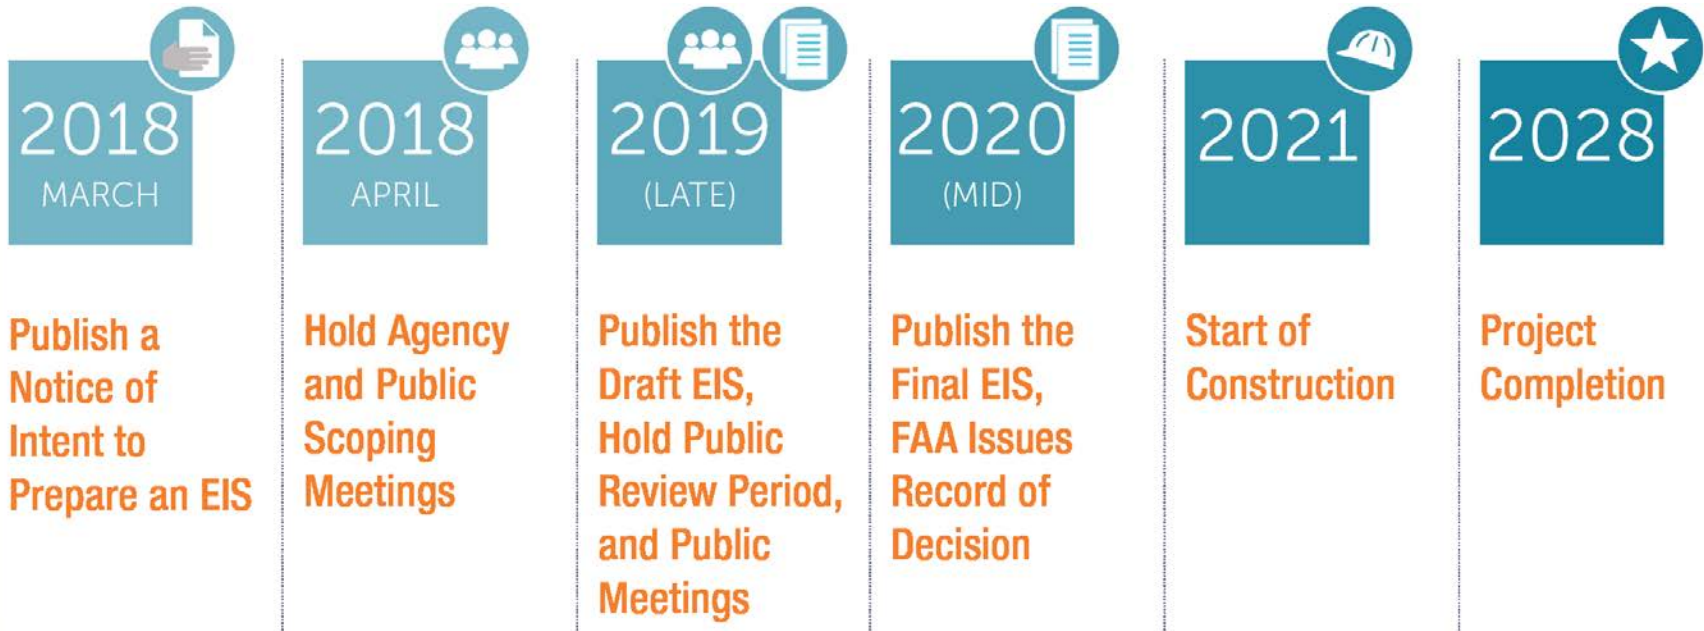 2018
MARCH
Publish a
Notice of
Intent to
Prepare an EIS
2018
APRIL
Hold Agency
and Public
Scoping
Meetings
2019
(LATE)
Publish the
Draft EIS,
Hold Public
Review Period,
and Public
Meetings
2020
(MID)
Publish the
Final EIS,
FAA Issues
Record of
Decision
2021
Start of
Construction
2028
Project
Completion